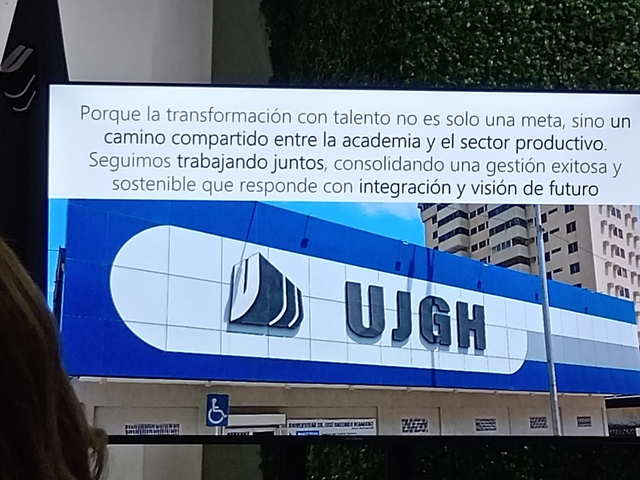 Porque la transformación con talento no es solo una meta, sino un
camino compartido entre la academia y el sector productivo.
Seguimos trabajando juntos, consolidando una gestión exitosa y
sostenible que responde con integración y visión de futuro
UJGH